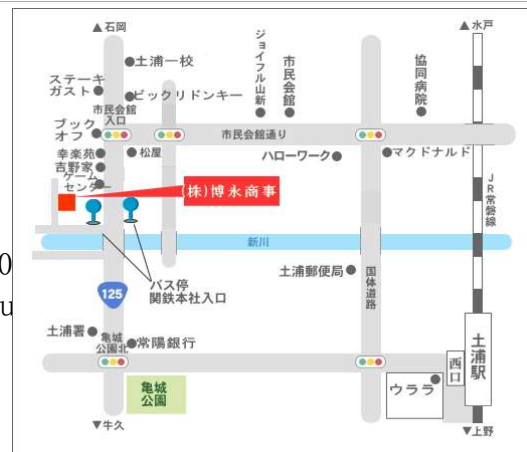 ▲石岡
▲水戸
土浦一校
ジョイフル山新
市民会館
協同病院
ステーキ
ガスト
ビックリドンキー
市民会館
入口
ブック
オフ
市民会館通り
幸楽苑
松屋
ハローワーク
マクドナルド
吉野家
ゲーム
センター
(株)博永商事
JR常磐線
新川
0
u
バス停
関鉄本社入口
土浦郵便局
国体道路
125
土浦署
亀城
公園北
常陽銀行
土浦駅
西口
亀城
公園
ウララ
▼牛久
▼上野